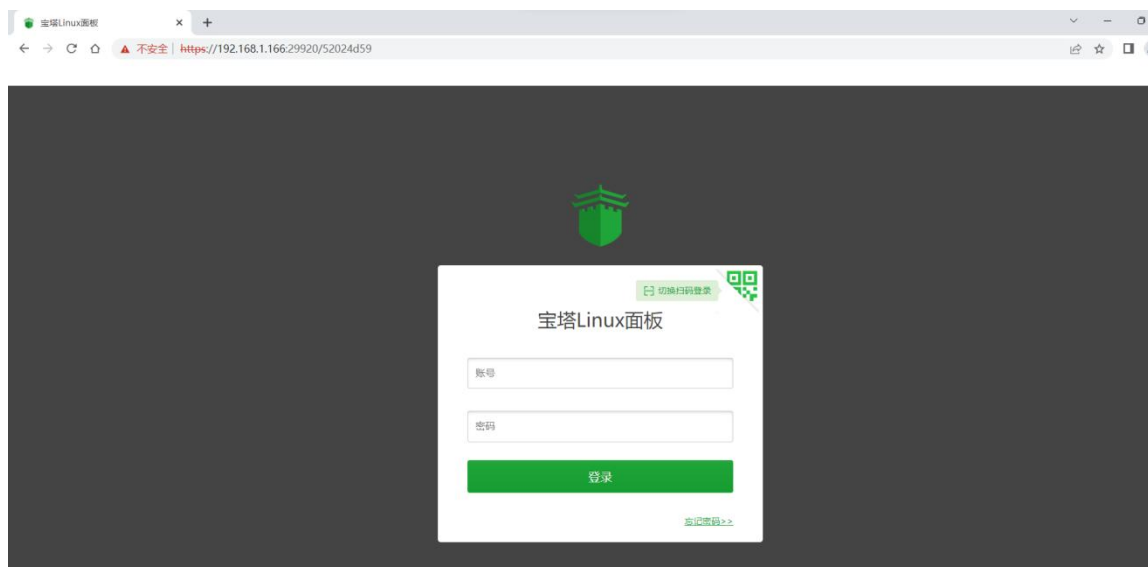 宝塔Linux面板
不安全 https://192.168.1.166:29920/52024d59
切换扫码登录
宝塔Linux面板
账号
密码
登录
忘记密码>>